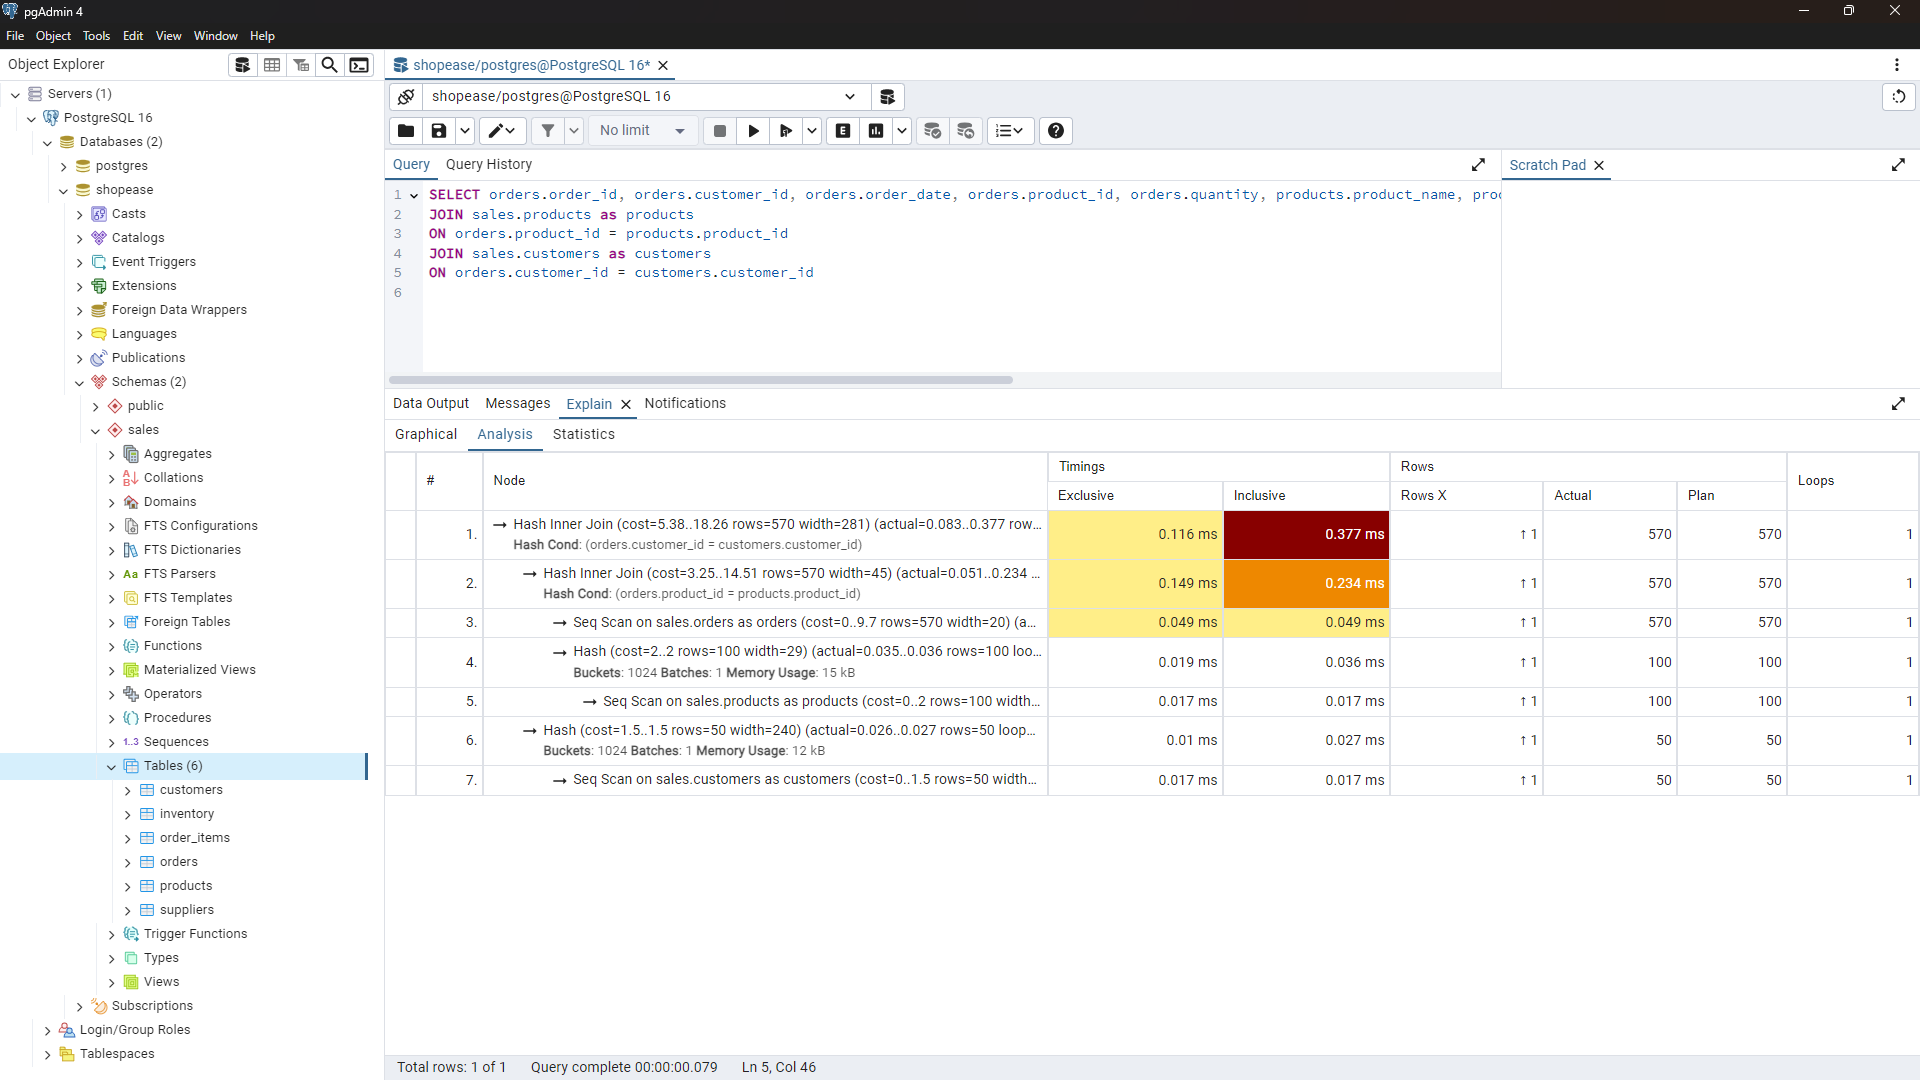 pgAdmin 4
File Object Tools Edit View Window Help
Object Explorer
Servers (1)
PostgreSQL 16
Databases (2)
postgres
shopease
Casts
Catalogs
Event Triggers
Extensions
Foreign Data Wrappers
Languages
Publications
Schemas (2)
public
sales
Aggregates
Collations
Domains
FTS Configurations
FTS Dictionaries
Aa FTS Parsers
FTS Templates
Foreign Tables
Functions
Materialized Views
Operators
Procedures
1..3 Sequences
Tables (6)
customers
inventory
order_items
orders
products
suppliers
Trigger Functions
Types
Views
Subscriptions
Login/Group Roles
Tablespaces
shopease/postgres@PostgreSQL 16*
shopease/postgres@PostgreSQL 16
No limit
E
Query Query History
Scratch Pad
1 SELECT orders.order_id, orders.customer_id, orders.order_date, orders.product_id, orders.quantity, products.product_name, pro
2 JOIN sales.products as products
3 ON orders.product_id = products.product_id
4 JOIN sales.customers as customers
5 ON orders.customer_id = customers.customer_id
6
Data Output Messages Explain Notifications
Graphical Analysis Statistics
# Node Timings Rows Loops
Exclusive Inclusive Rows X Actual Plan
1. → Hash Inner Join (cost=5.38..18.26 rows=570 width=281) (actual=0.083..0.377 row... 0.116 ms 0.377 ms ↑ 1 570 570 1
Hash Cond: (orders.customer_id = customers.customer_id)
2. → Hash Inner Join (cost=3.25..14.51 rows=570 width=45) (actual=0.051..0.234 ... 0.149 ms 0.234 ms ↑ 1 570 570 1
Hash Cond: (orders.product_id = products.product_id)
3. → Seq Scan on sales.orders as orders (cost=0..9.7 rows=570 width=20) (a... 0.049 ms 0.049 ms ↑ 1 570 570 1
4. → Hash (cost=2..2 rows=100 width=29) (actual=0.035..0.036 rows=100 loo... 0.019 ms 0.036 ms ↑ 1 100 100 1
Buckets: 1024 Batches: 1 Memory Usage: 15 kB
5. → Seq Scan on sales.products as products (cost=0..2 rows=100 width... 0.017 ms 0.017 ms ↑ 1 100 100 1
6. → Hash (cost=1.5..1.5 rows=50 width=240) (actual=0.026..0.027 rows=50 loop... 0.01 ms 0.027 ms ↑ 1 50 50 1
Buckets: 1024 Batches: 1 Memory Usage: 12 kB
7. → Seq Scan on sales.customers as customers (cost=0..1.5 rows=50 width... 0.017 ms 0.017 ms ↑ 1 50 50 1
Total rows: 1 of 1 Query complete 00:00:00.079 Ln 5, Col 46